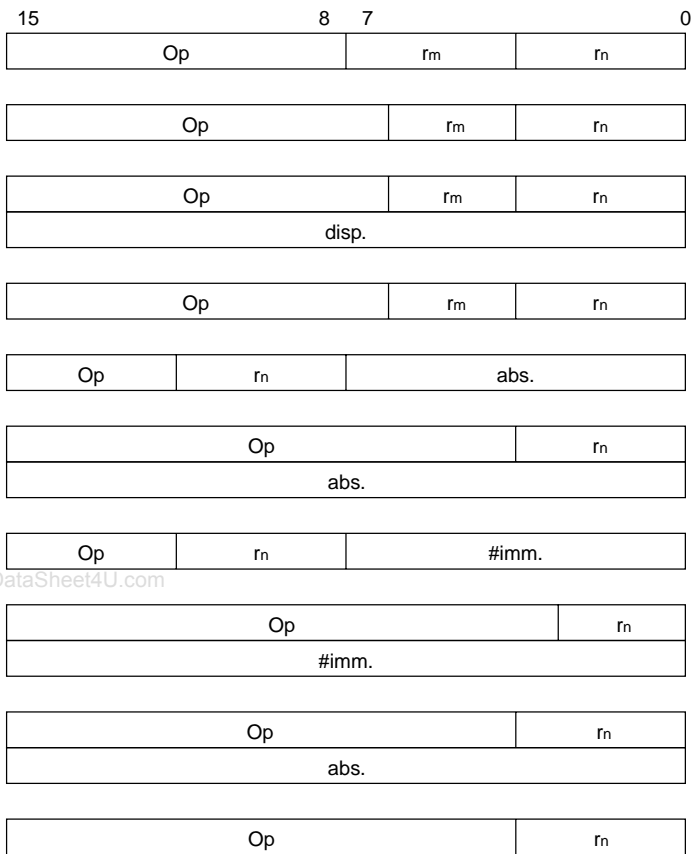 15 8 7 0
Op rm rn
Op rm rn
Op rm rn
disp.
Op rm rn
Op rn abs.
Op rn
abs.
Op rn #imm.
DataSheet4U.com
Op rn
#imm.
Op rn
abs.
Op rn